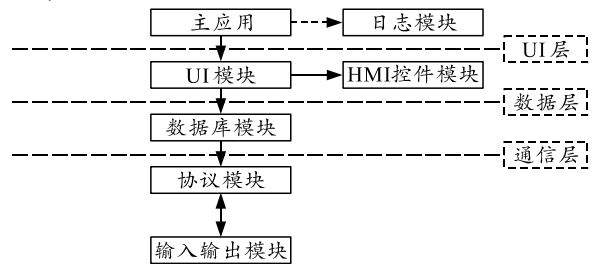 主应用
日志模块
UI层
UI模块
HMI控件模块
数据层
数据库模块
通信层
协议模块
输入输出模块